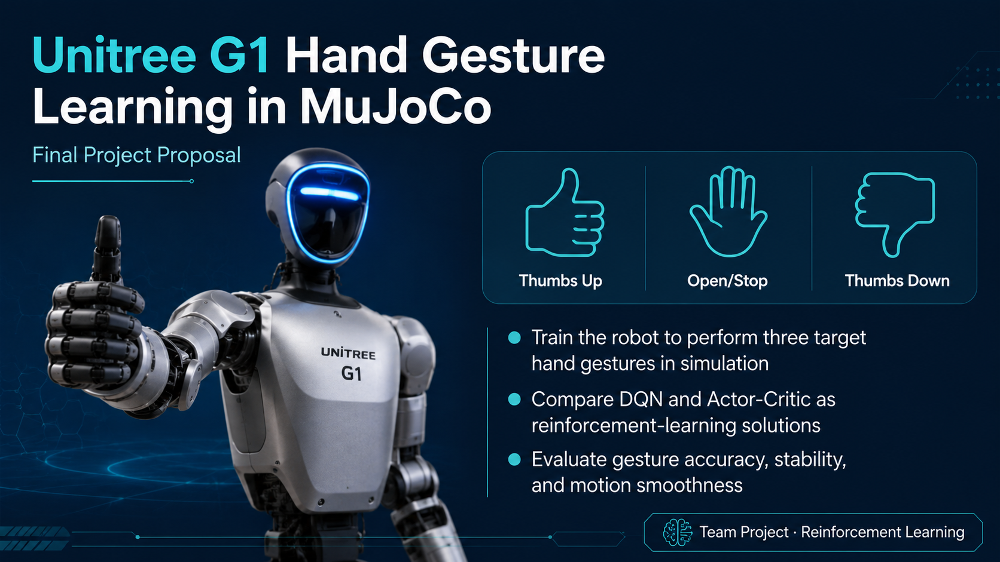 Unitree G1 Hand Gesture
Learning in MuJoCo
Final Project Proposal
UNiTREE
G1
Thumbs Up
Open/Stop
Thumbs Down
Train the robot to perform three target
hand gestures in simulation
Compare DQN and Actor-Critic as
reinforcement-learning solutions
Evaluate gesture accuracy, stability,
and motion smoothness
Team Project · Reinforcement Learning